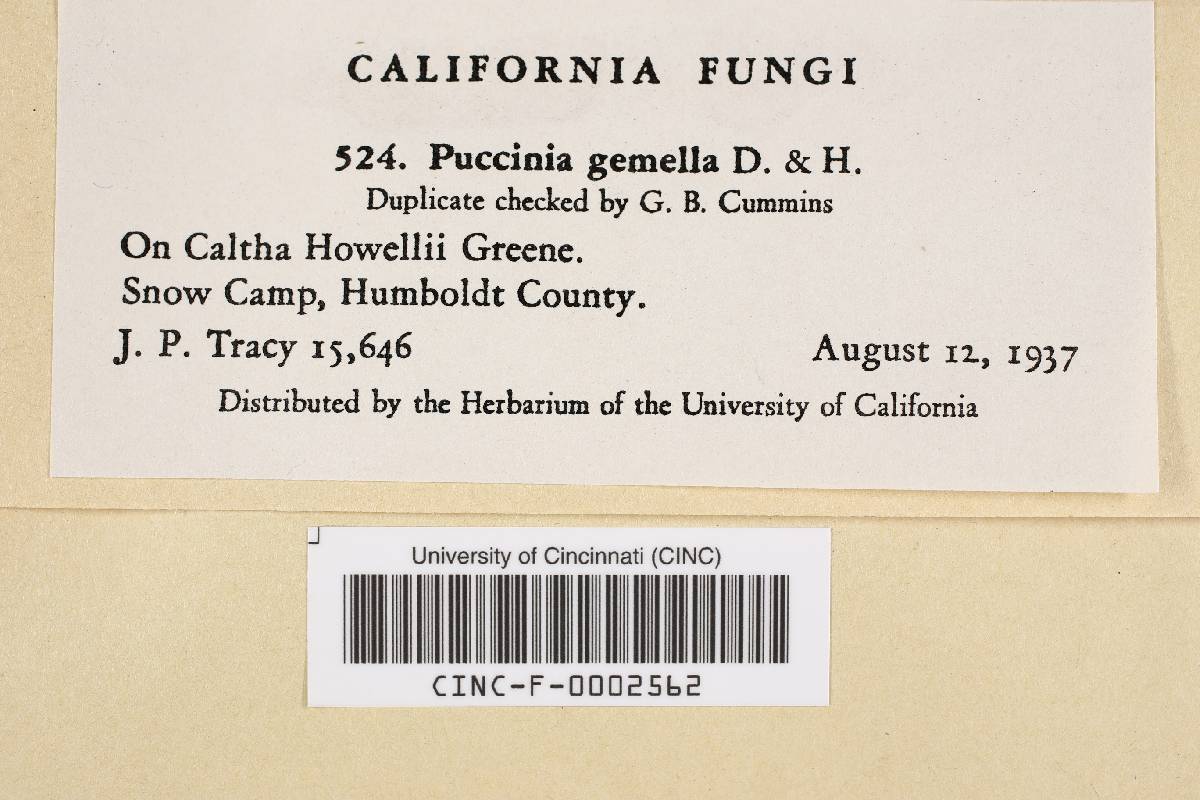 CALIFORNIA FUNGI
524. Puccinia gemella D. & H.
Duplicate checked by G. B. Cummins
On Caltha Howellii Greene.
Snow Camp, Humboldt County.
J. P. Tracy 15,646 August 12, 1937
Distributed by the Herbarium of the University of California
University of Cincinnati (CINC)
CINC-F-0002562